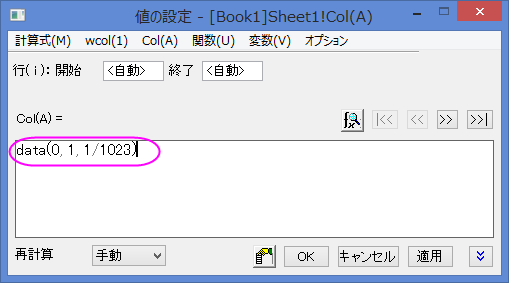 値の設定 - [Book1]Sheet1!Col(A)
計算式(M) wcol(1) Col(A) 関数(U) 変数(V) オプション
行(i): 開始 <自動> 終了 <自動>
Col(A) =
|<< << >> >>|
data(0,1,1/1023)
再計算 手動 OK キャンセル 適用